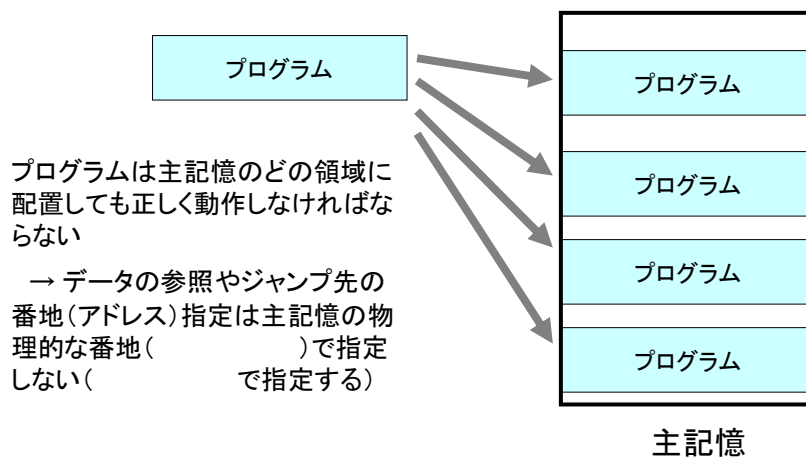 プログラム
プログラムは主記憶のどの領域に
配置しても正しく動作しなければな
らない
→ データの参照やジャンプ先の
番地(アドレス)指定は主記憶の物
理的な番地(　　　　　　)で指定
しない(　　　　　　で指定する)
プログラム
プログラム
プログラム
プログラム
主記憶